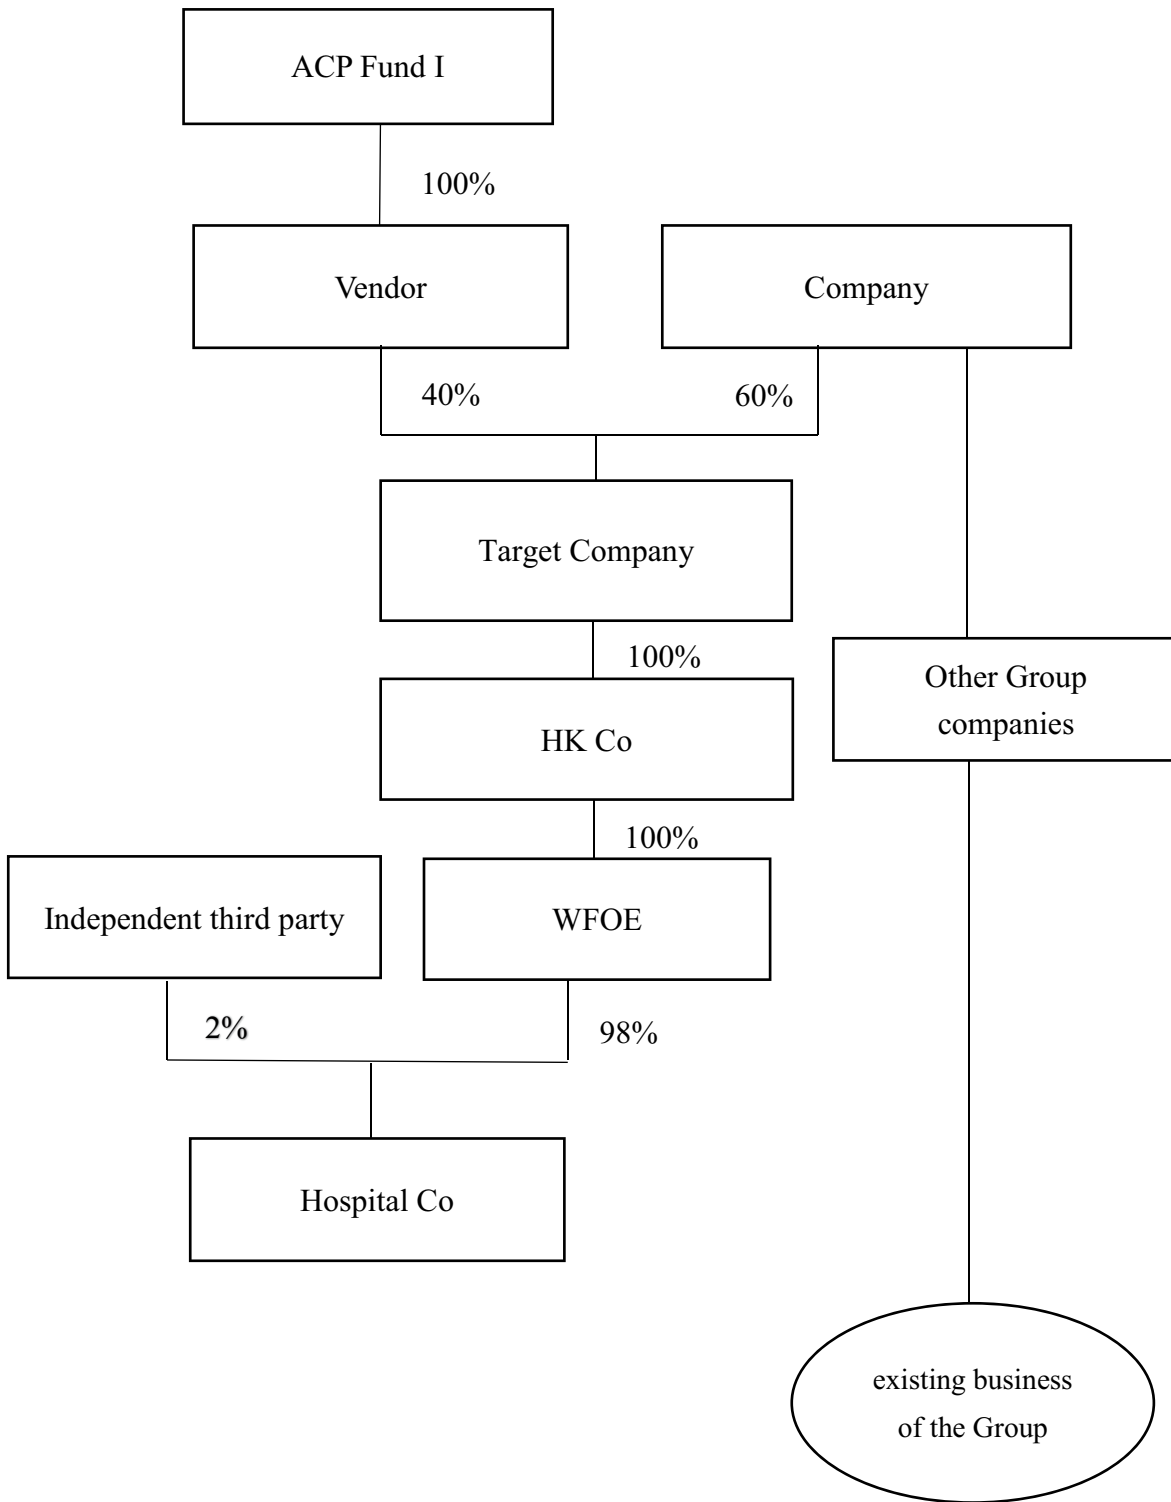 ACP Fund I
100%
Vendor
Company
40%
60%
Target Company
100%
Other Group
companies
HK Co
100%
Independent third party
WFOE
2%
98%
Hospital Co
existing business
of the Group